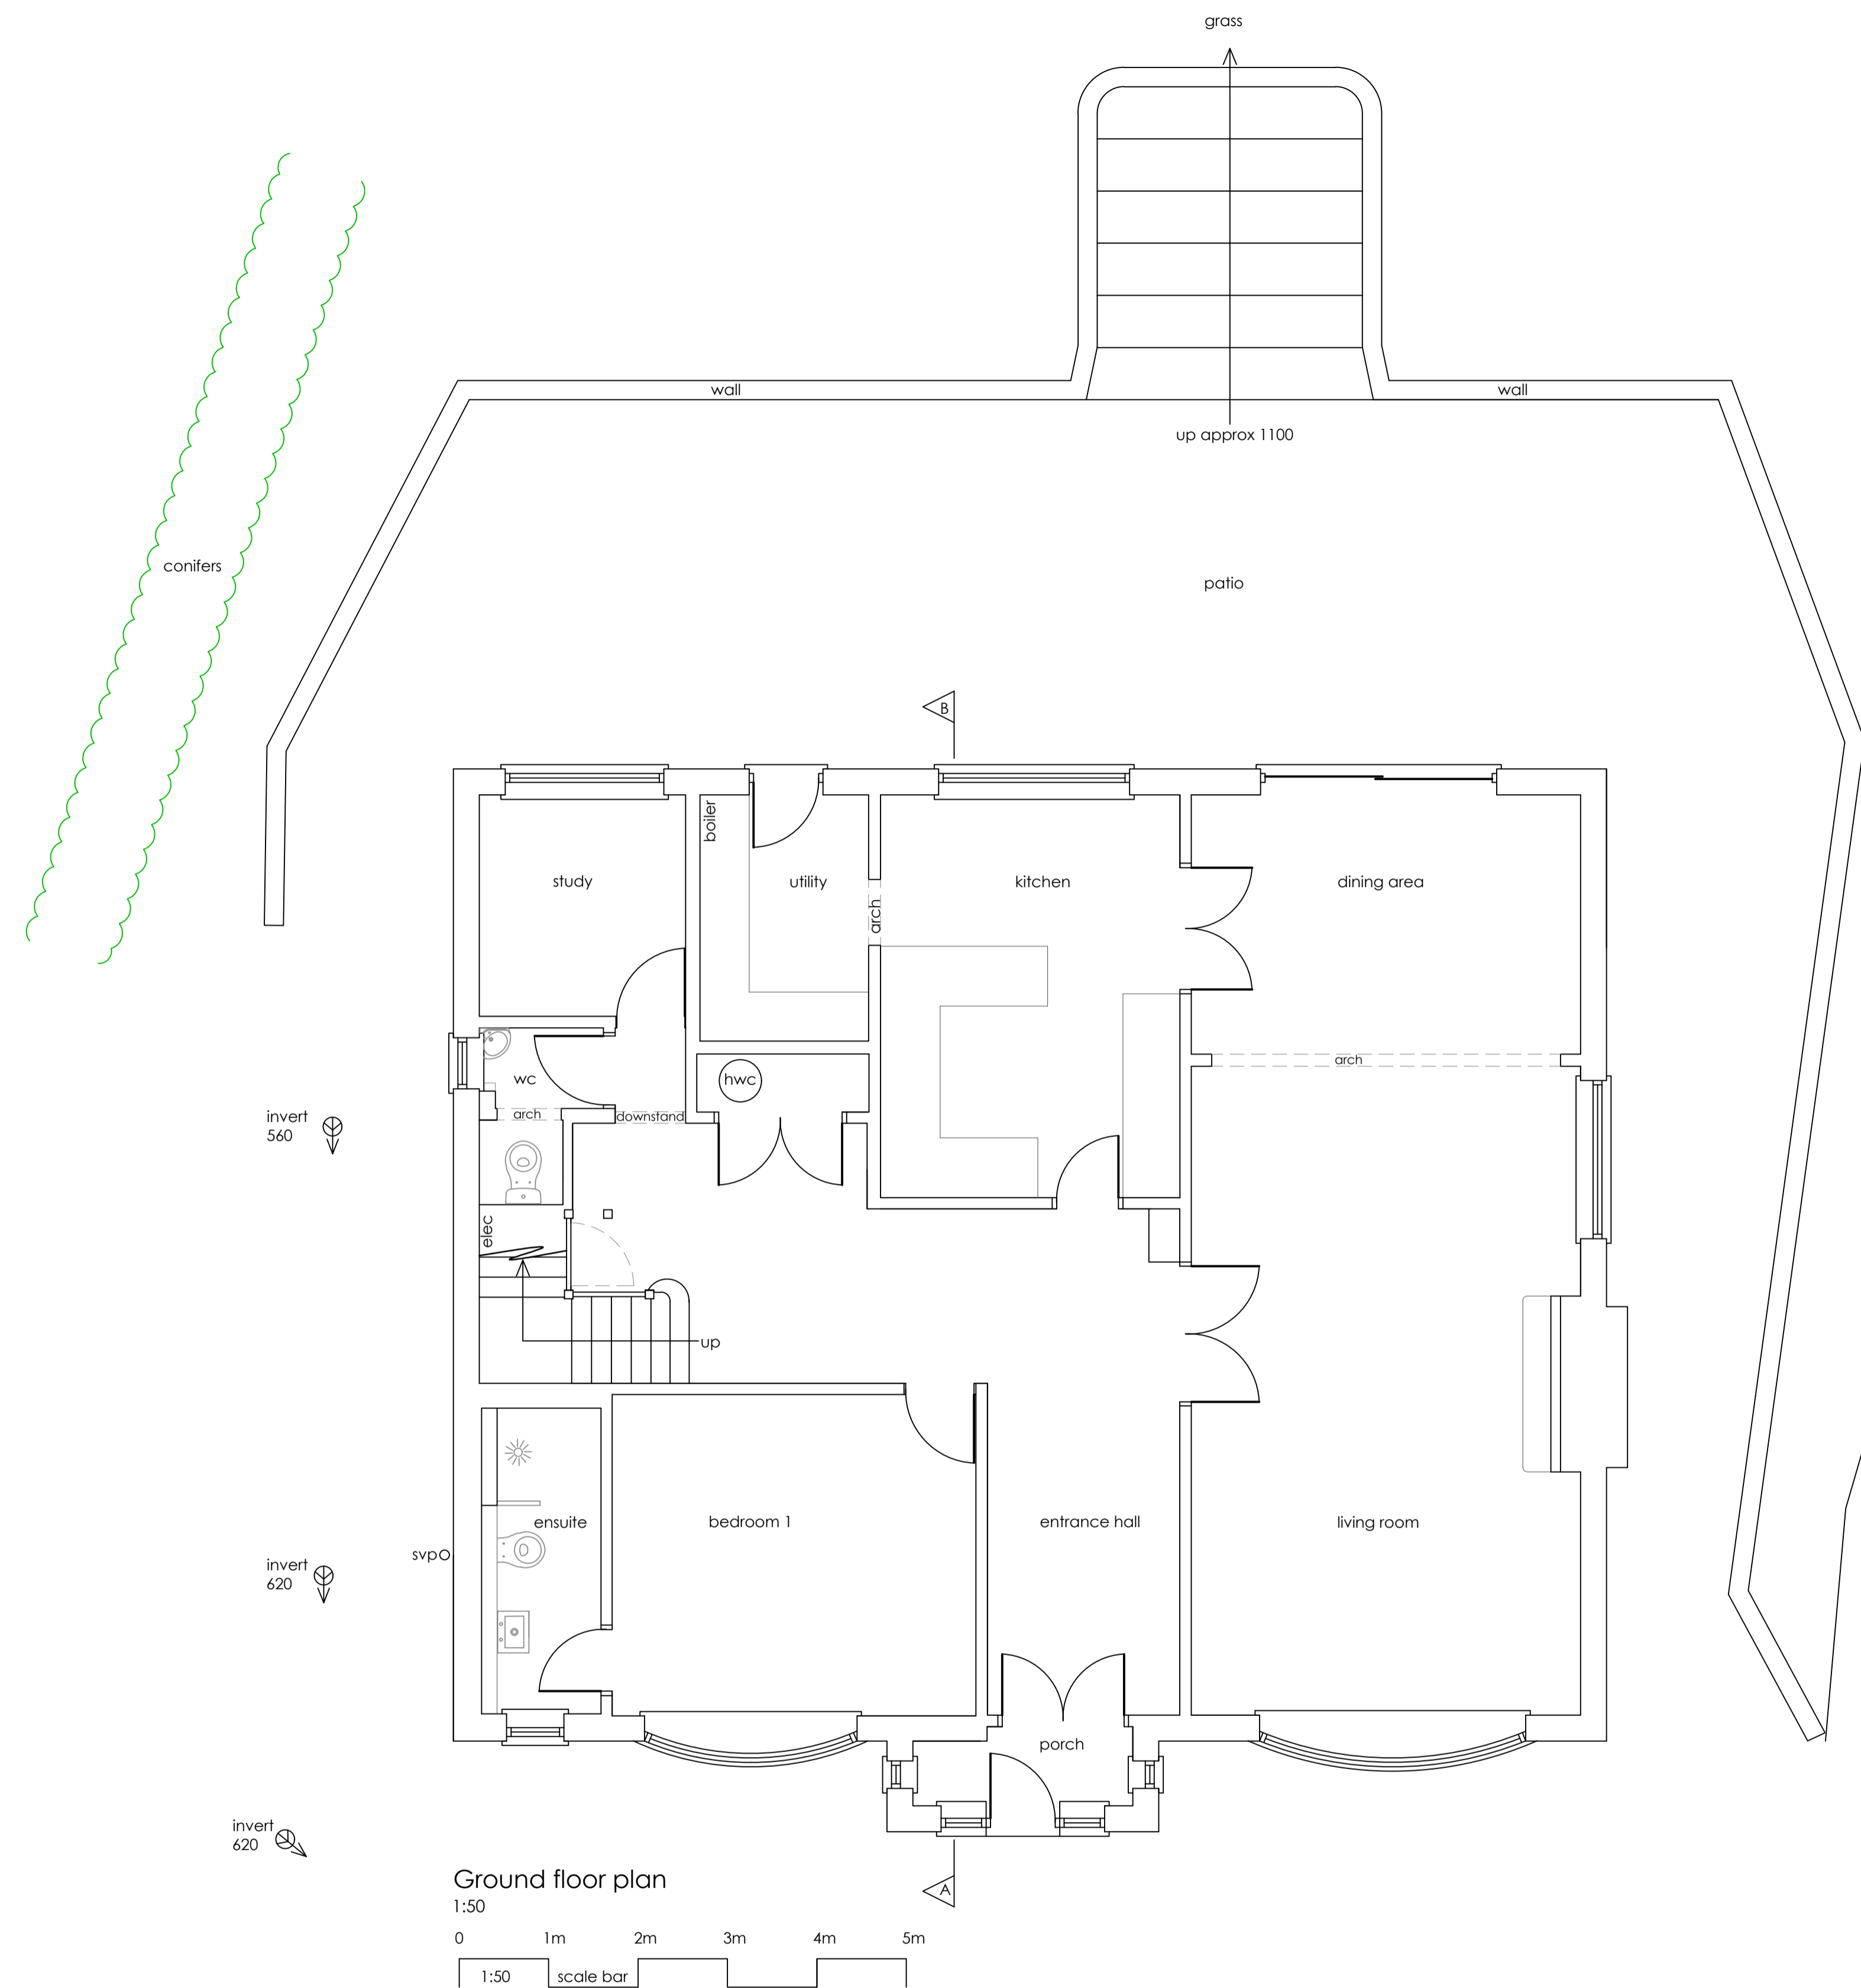 grass
wall
wall
up approx 1100
conifers
patio
B
boiler
study
utility
kitchen
dining area
arch
arch
wc
hwc
arch
downstand
invert
560
elec
up
ensuite
bedroom 1
entrance hall
living room
svp
invert
620
porch
invert
620
Ground floor plan
A
1:50
0
1m
2m
3m
4m
5m
1:50
scale bar